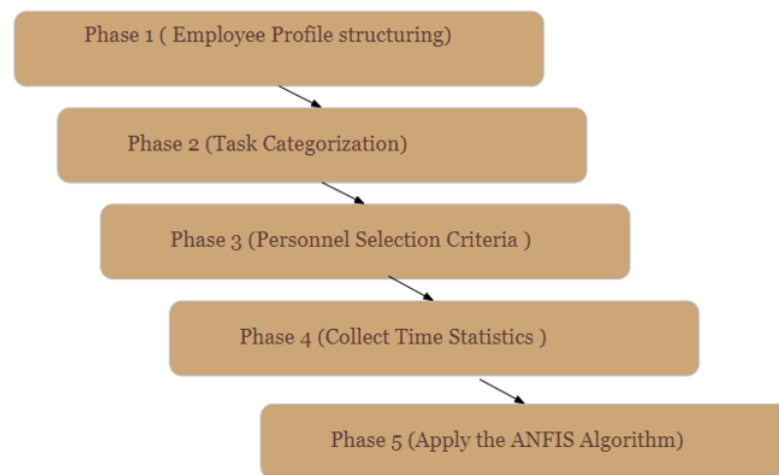 Phase 1 ( Employee Profile structuring)
Phase 2 (Task Categorization)
Phase 3 (Personnel Selection Criteria )
Phase 4 (Collect Time Statistics )
Phase 5 (Apply the ANFIS Algorithm)